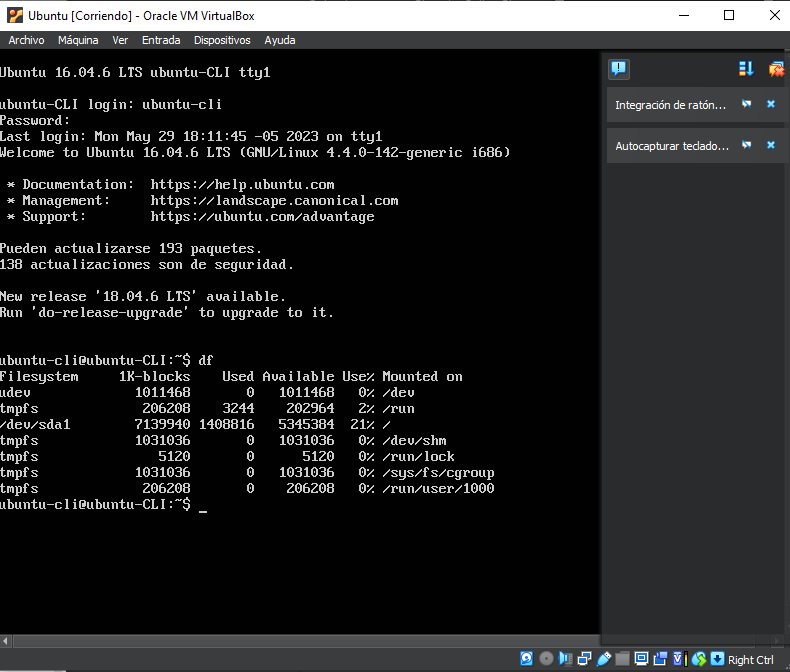 Ubuntu [Corriendo] - Oracle VM VirtualBox
Archivo Máquina Ver Entrada Dispositivos Ayuda
Ubuntu 16.04.6 LTS ubuntu-CLI tty1
ubuntu-CLI login: ubuntu-cli
Password:
Last login: Mon May 29 18:11:45 -05 2023 on tty1
Welcome to Ubuntu 16.04.6 LTS (GNU/Linux 4.4.0-142-generic i686)
* Documentation: https://help.ubuntu.com
* Management: https://landscape.canonical.com
* Support: https://ubuntu.com/advantage
Pueden actualizarse 193 paquetes.
138 actualizaciones son de seguridad.
New release '18.04.6 LTS' available.
Run 'do-release-upgrade' to upgrade to it.
ubuntu-cli@ubuntu-CLI:~$ df
Filesystem 1K-blocks Used Available Use% Mounted on
udev 1011468 0 1011468 0% /dev
tmpfs 206208 3244 202964 2% /run
/dev/sda1 7139940 1408816 5345384 21% /
tmpfs 1031036 0 1031036 0% /dev/shm
tmpfs 5120 0 5120 0% /run/lock
tmpfs 1031036 0 1031036 0% /sys/fs/cgroup
tmpfs 206208 0 206208 0% /run/user/1000
ubuntu-cli@ubuntu-CLI:~$ _
Integración de ratón...
Autocapturar teclado...
Right Ctrl